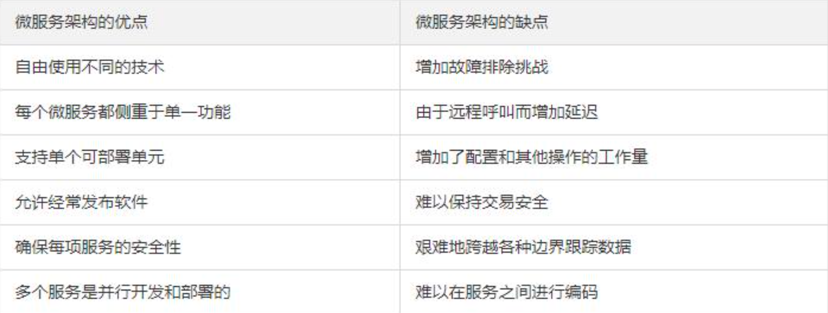 微服务架构的优点 微服务架构的缺点
自由使用不同的技术 增加故障排除挑战
每个微服务都侧重于单一功能 由于远程呼叫而增加延迟
支持单个可部署单元 增加了配置和其他操作的工作量
允许经常发布软件 难以保持交易安全
确保每项服务的安全性 艰难地跨越各种边界跟踪数据
多个服务是并行开发和部署的 难以在服务之间进行编码